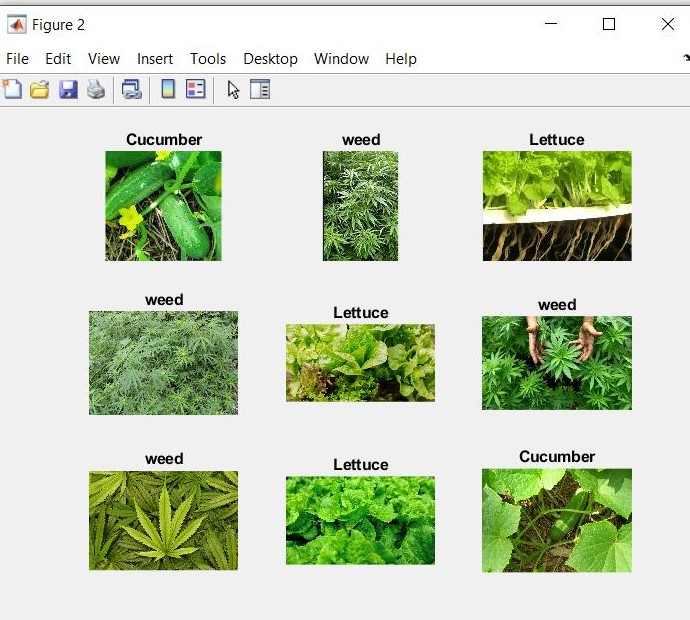 Figure 2
File Edit View Insert Tools Desktop Window Help
Cucumber weed Lettuce
weed Lettuce weed
weed Lettuce Cucumber